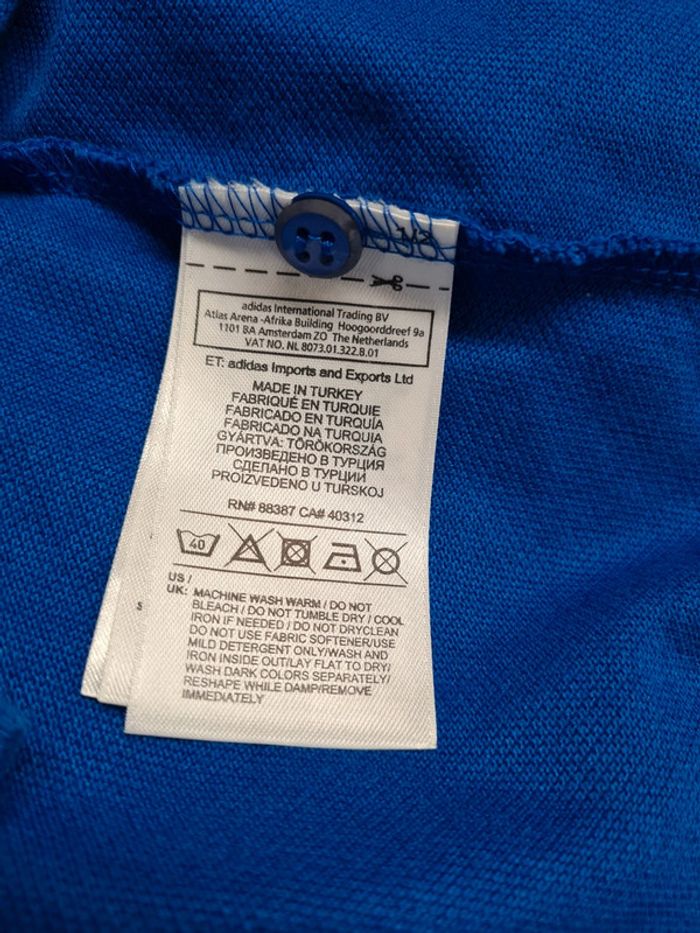 1/2
adidas International Trading BV
Atlas Arena -Afrika Building Hoogoorddreef 9a
1101 BA Amsterdam ZO The Netherlands
VAT NO. NL 8073.01.322.B.01
ET: adidas Imports and Exports Ltd
MADE IN TURKEY
FABRIQUÉ EN TURQUIE
FABRICADO EN TURQUÍA
FABRICADO NA TURQUIA
GYÁRTVA: TÖRÖKORSZÁG
ПРОИЗВЕДЕНО В ТУРЦИЯ
СДЕЛАНО В ТУРЦИИ
PROIZVEDENO U TURSKOJ
RN# 88387 CA# 40312
40
US /
UK: MACHINE WASH WARM / DO NOT
BLEACH / DO NOT TUMBLE DRY / COOL
IRON IF NEEDED / DO NOT DRYCLEAN
DO NOT USE FABRIC SOFTENER/USE
MILD DETERGENT ONLY/WASH AND
IRON INSIDE OUT/LAY FLAT TO DRY/
WASH DARK COLORS SEPARATELY/
RESHAPE WHILE DAMP/REMOVE
IMMEDIATELY
S